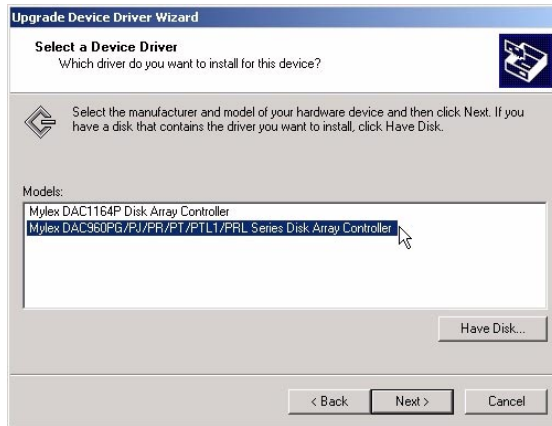 Upgrade Device Driver Wizard
Select a Device Driver
Which driver do you want to install for this device?
Select the manufacturer and model of your hardware device and then click Next. If you
have a disk that contains the driver you want to install, click Have Disk.
Models:
Mylex DAC1164P Disk Array Controller
Mylex DAC960PG/PJ/PR/PT/PTL1/PRL Series Disk Array Controller
Have Disk...
< Back
Next >
Cancel